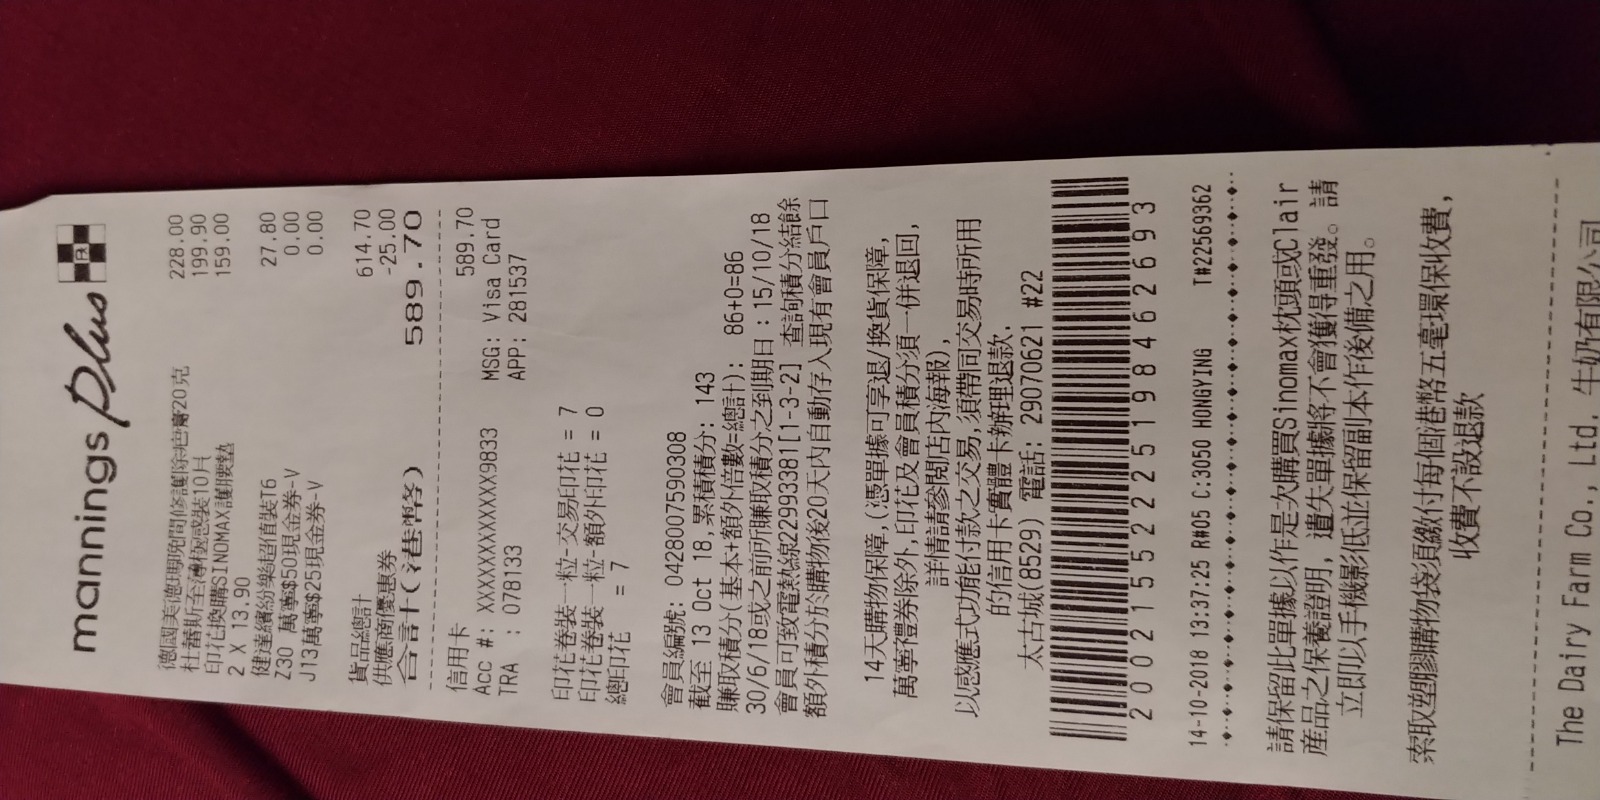 mannings Plus
德國美德瑪晚間修護除疤膏20克 228.00
杜蕾斯至薄極感裝10片 199.90
印花換購SINOMAX護腰墊 159.00
2 X 13.90
健達繽紛樂超值裝T6 27.80
Z30 萬寧$50現金券-V 0.00
J13萬寧$25現金券-V 0.00
貨品總計 614.70
供應商優惠券 -25.00
合計(港幣) 589.70
信用卡 589.70
Acc #: XXXXXXXXXXXX9833 MSG: Visa Card
TRA : 078133 APP: 281537
印花卷裝一粒-交易印花 = 7
印花卷裝一粒-額外印花 = 0
總印花 = 7
會員編號: 0428007590308
截至 13 Oct 18,累積積分: 143
賺取積分(基本+額外倍數=總計): 86+0=86
30/6/18或之前所賺取積分之到期日：15/10/18
會員可致電熱線22993381[1-3-2] 查詢積分結餘
額外積分於購物後20天內自動存入現有會員戶口
14天購物保障,(憑單據可享退/換貨保障,
萬寧禮券除外,印花及會員積分須一併退回,
詳情請參閱店內海報),
以感應式功能付款之交易,須帶同交易時所用
的信用卡實體卡辦理退款.
太古城(8529) 電話: 29070621 #22
2002155222519846269​3
14-10-2018 13:37:25 R#05 C:3050 HONGYING T#22569362
請保留此單據以作是次購買Sinomax枕頭或Clair
產品之保養證明，遺失單據將不會獲得重發。請
立即以手機影低並保留副本作後備之用。
索取塑膠購物袋須繳付每個港幣五毫環保收費，
收費不設退款
The Dairy Farm Co., Ltd. 牛奶有限公司